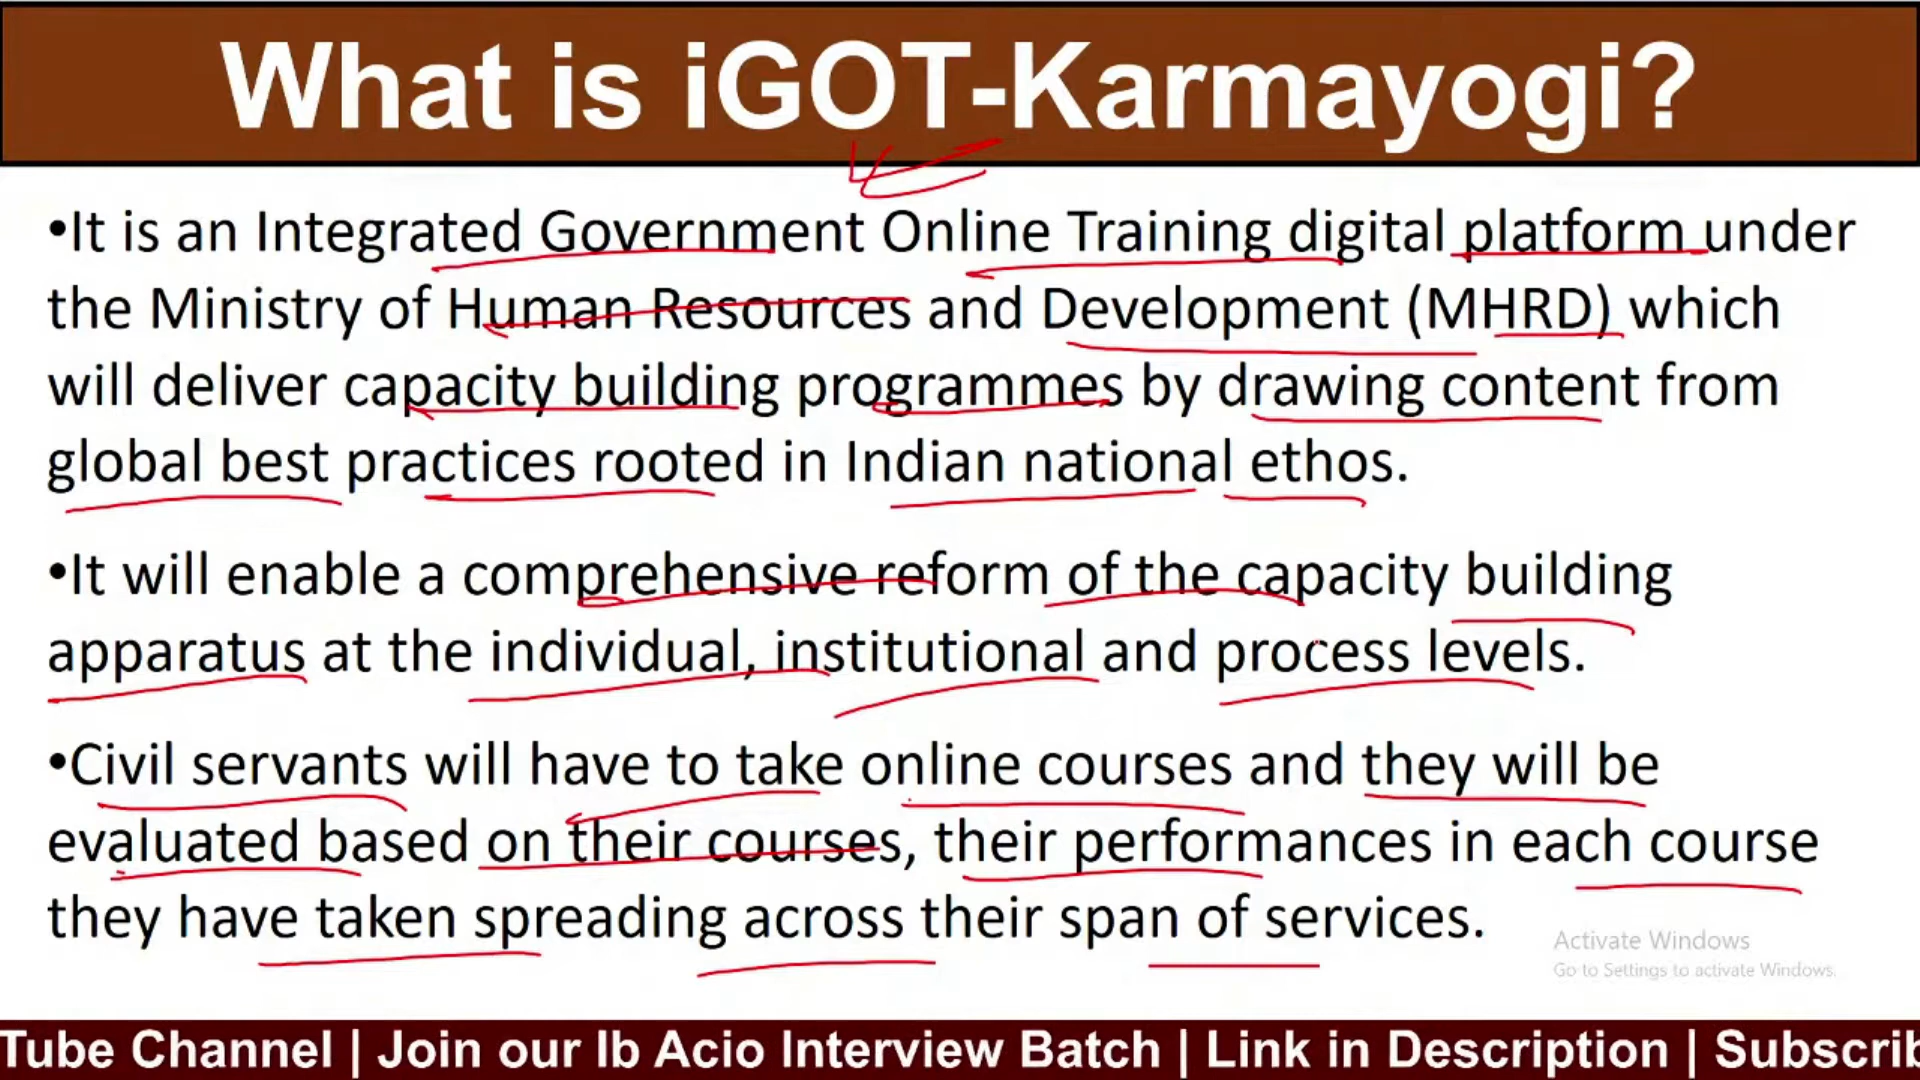 What is iGOT-Karmayogi?
•It is an Integrated Government Online Training digital platform under
the Ministry of Human Resources and Development (MHRD) which
will deliver capacity building programmes by drawing content from
global best practices rooted in Indian national ethos.
•It will enable a comprehensive reform of the capacity building
apparatus at the individual, institutional and process levels.
•Civil servants will have to take online courses and they will be
evaluated based on their courses, their performances in each course
they have taken spreading across their span of services.
Activate Windows
Go to Settings to activate Windows.
Tube Channel | Join our Ib Acio Interview Batch | Link in Description | Subscrib